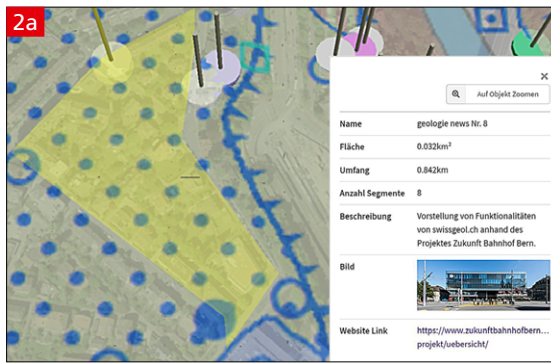 2a
Auf Objekt Zoomen
Name geologie news Nr. 8
Fläche 0.032km²
Umfang 0.842km
Anzahl Segmente 8
Beschreibung Vorstellung von Funktionalitäten
von swissgeol.ch anhand des
Projektes Zukunft Bahnhof Bern.
Bild
Website Link https://www.zukunftbahnhofbern...
projekt/uebersicht/